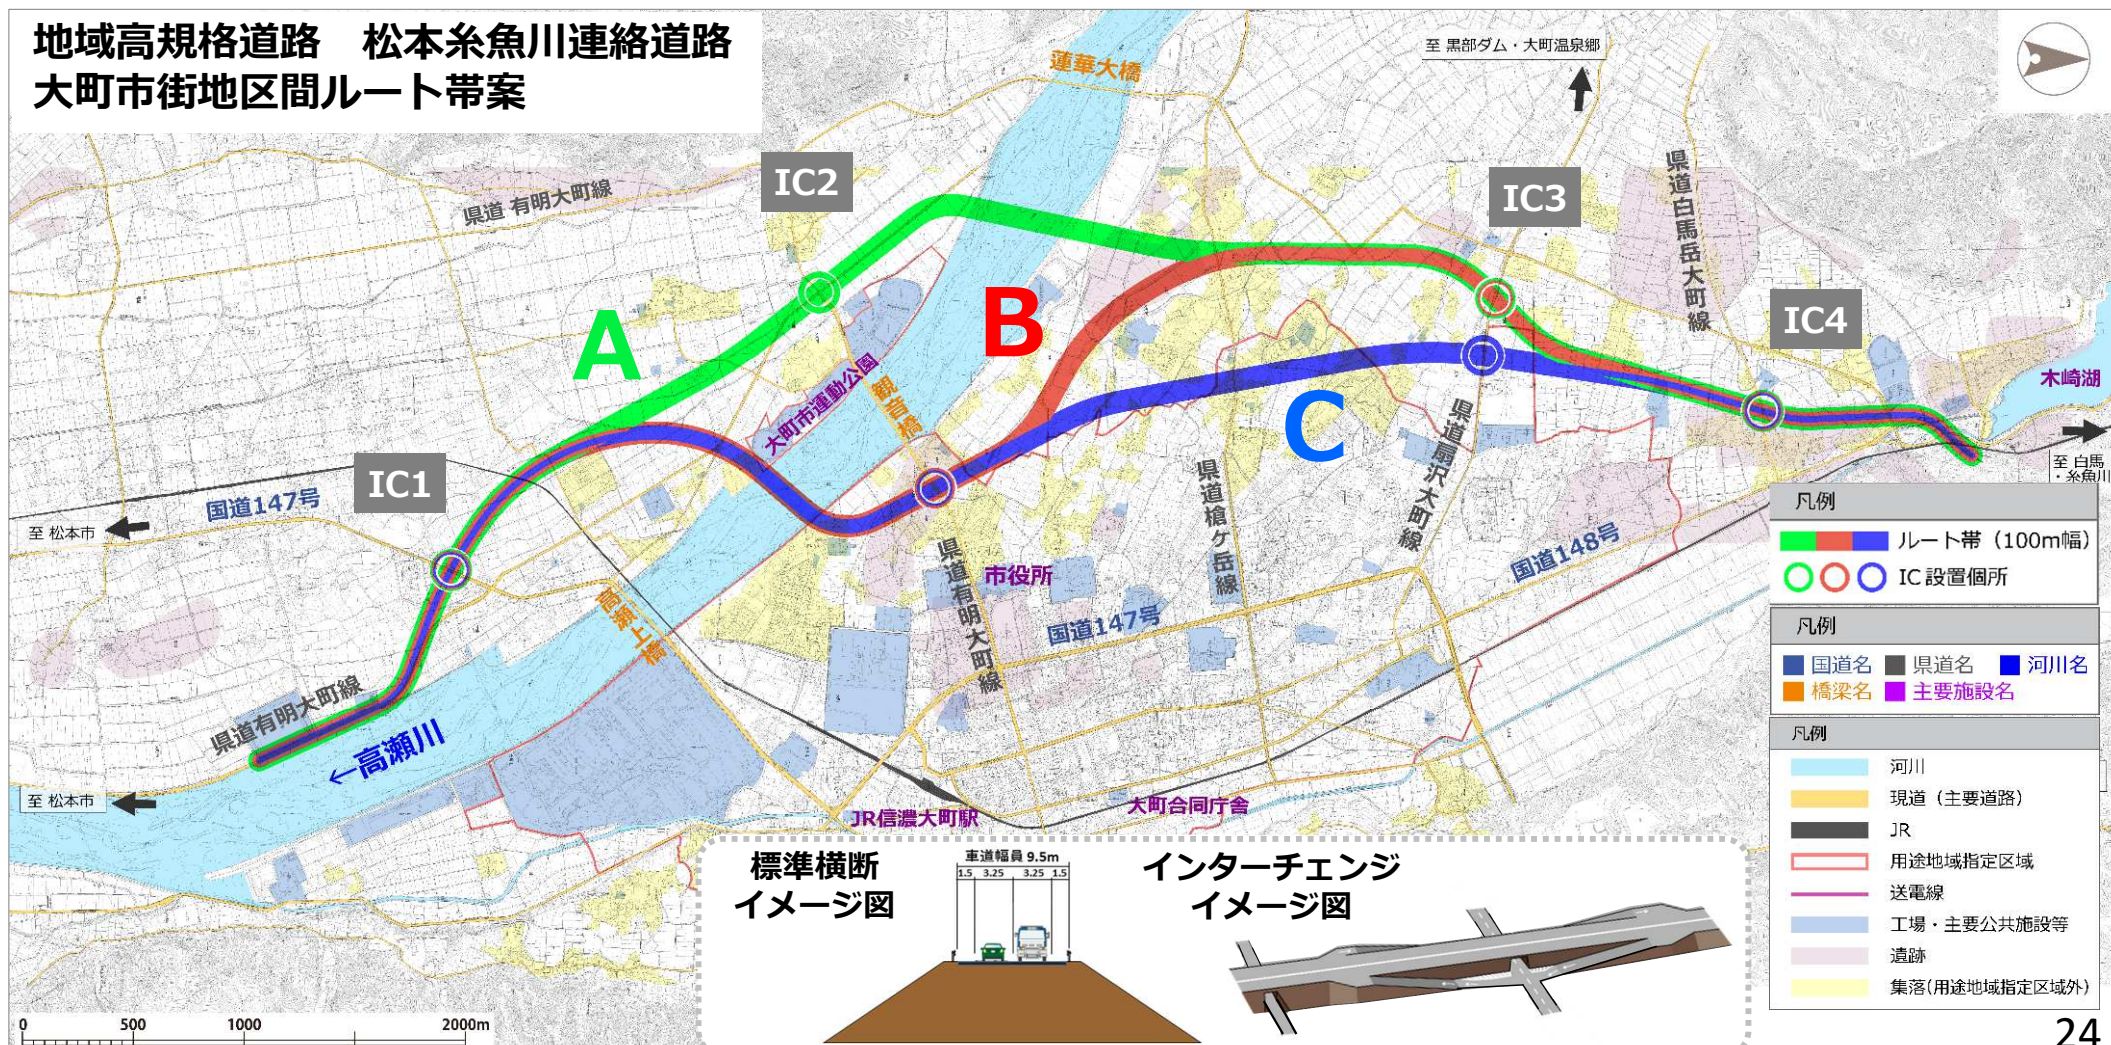 地域高規格道路　松本糸魚川連絡道路
大町市街地区間ルート帯案
蓮華大橋
至 黒部ダム・大町温泉郷
IC2
県道 有明大町線
IC3
県道白馬岳大町線
IC4
A
B
C
大町市運動公園
観音橋
木崎湖
IC1
国道147号
至 松本市
県道扇沢大町線
県道槍ケ岳線
至 白馬
・糸魚川
国道148号
県道有明大町線
市役所
国道147号
高瀬上橋
県道有明大町線
←高瀬川
至 松本市
JR信濃大町駅
大町合同庁舎
凡例
ルート帯（100m幅）
IC設置個所
凡例
国道名 県道名 河川名
橋梁名 主要施設名
凡例
河川
現道（主要道路）
JR
用途地域指定区域
送電線
工場・主要公共施設等
遺跡
集落(用途地域指定区域外)
標準横断
イメージ図
車道幅員 9.5m
1.5 3.25 3.25 1.5
インターチェンジ
イメージ図
0 500 1000 2000m
24